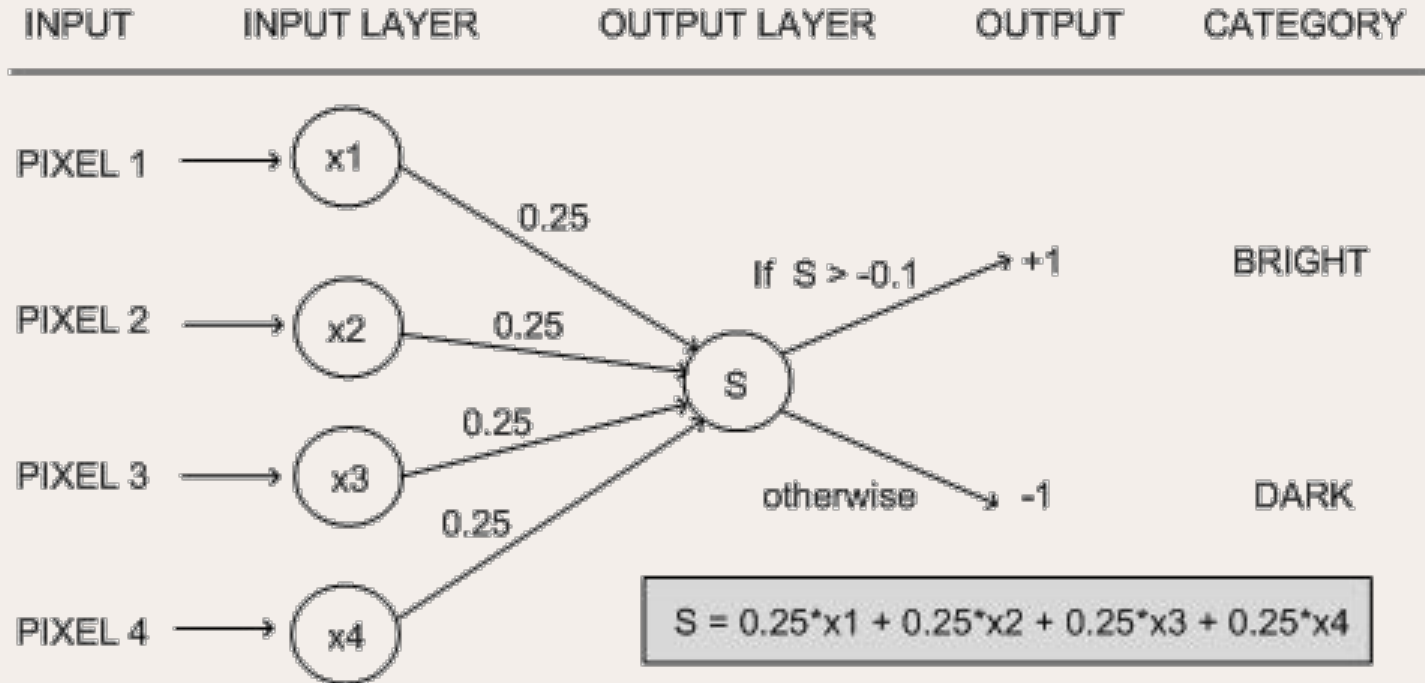 INPUT INPUT LAYER OUTPUT LAYER OUTPUT CATEGORY
PIXEL 1 x1
0.25
If S > -0.1 +1 BRIGHT
PIXEL 2 x2 0.25
S
0.25
PIXEL 3 x3
otherwise -1 DARK
0.25
PIXEL 4 x4
S = 0.25*x1 + 0.25*x2 + 0.25*x3 + 0.25*x4